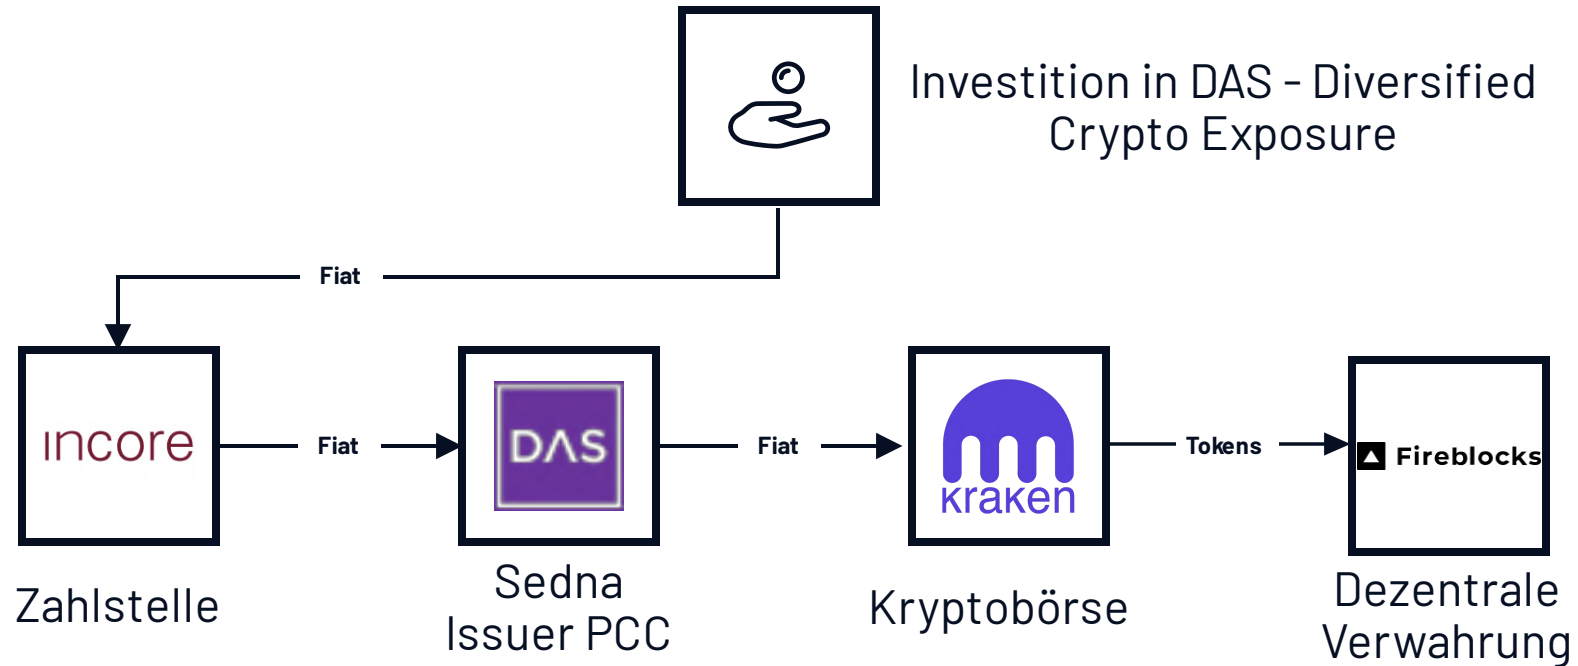 Investition in DAS - Diversified
Crypto Exposure
Fiat
incore
Fiat
DAS
Fiat
kraken
Tokens
Fireblocks
Zahlstelle
Sedna
Issuer PCC
Kryptobörse
Dezentrale
Verwahrung